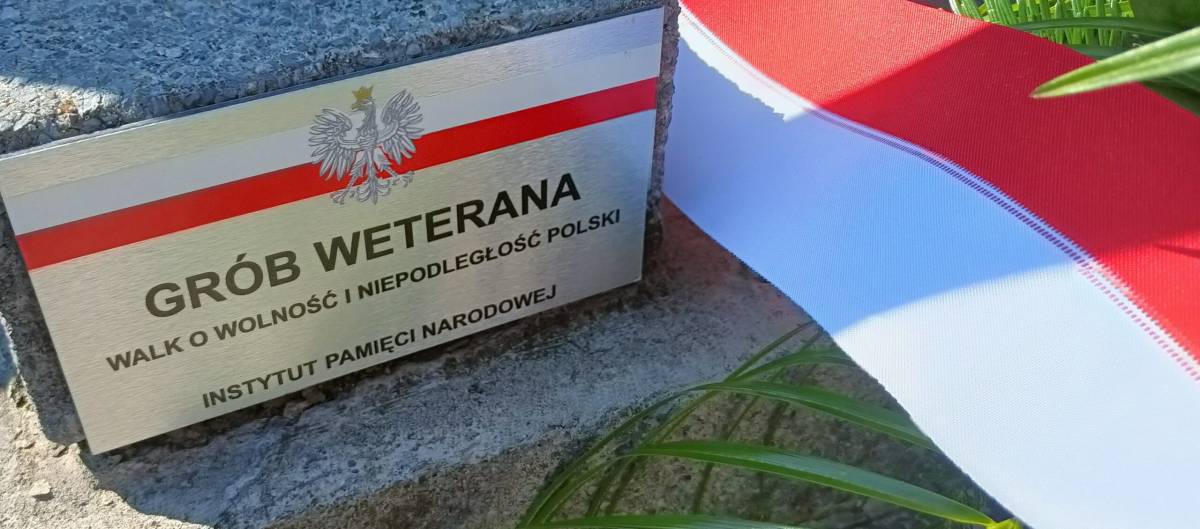 GRÓB WETERANA
WALK O WOLNOŚĆ I NIEPODLEGŁOŚĆ POLSKI
INSTYTUT PAMIĘCI NARODOWEJ